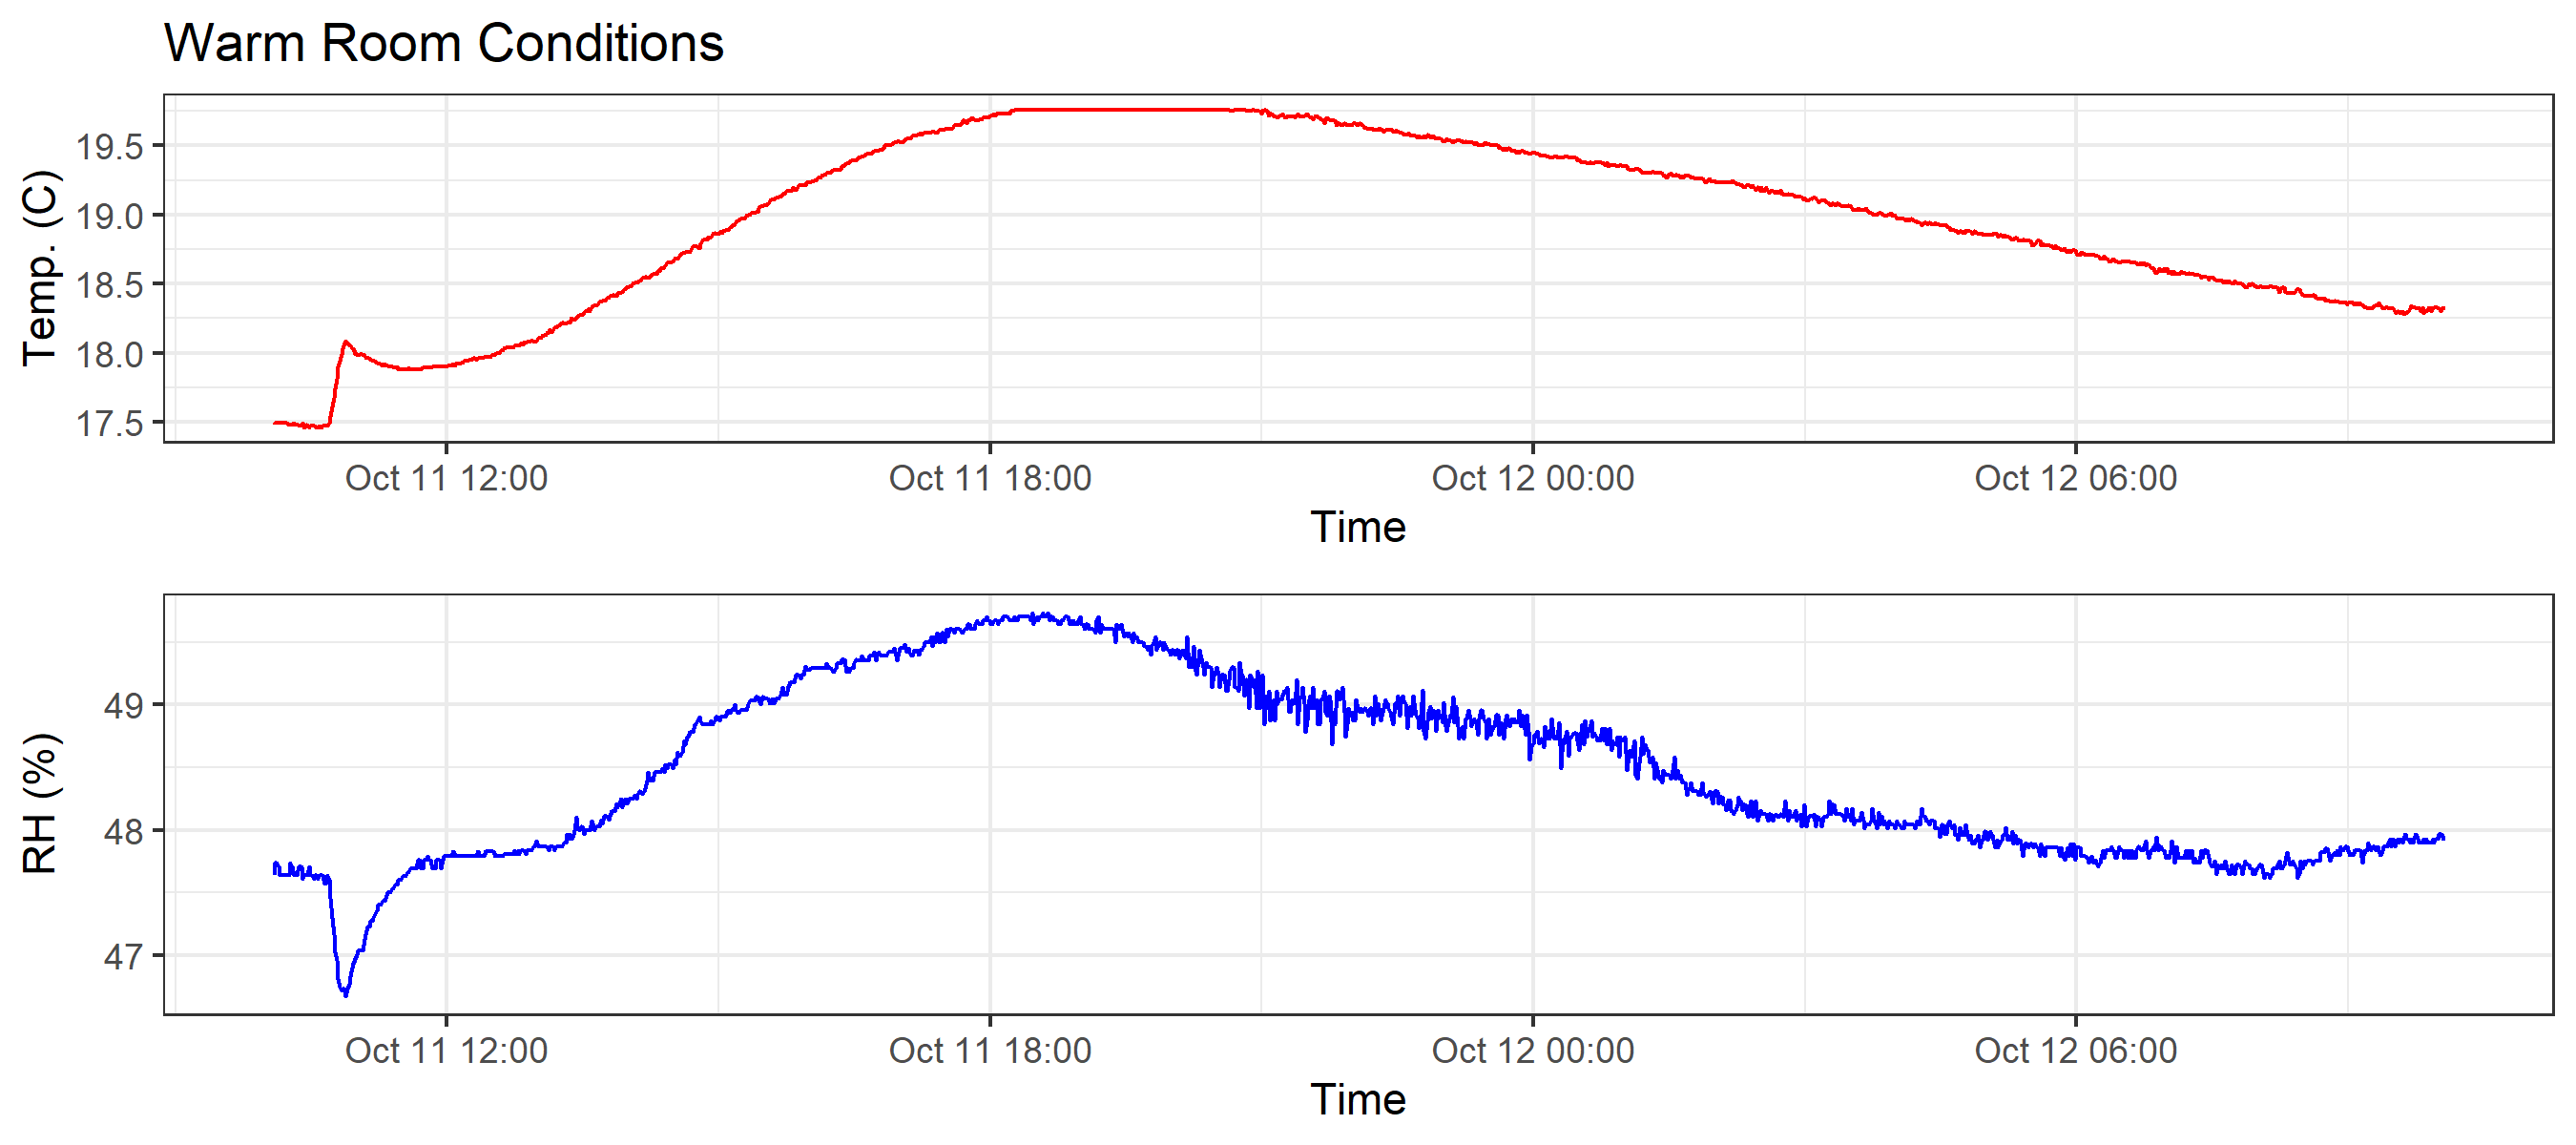 Warm Room Conditions
Temp. (C)
19.5
19.0
18.5
18.0
17.5
Oct 11 12:00 Oct 11 18:00 Oct 12 00:00 Oct 12 06:00
Time
RH (%)
49
48
47
Oct 11 12:00 Oct 11 18:00 Oct 12 00:00 Oct 12 06:00
Time